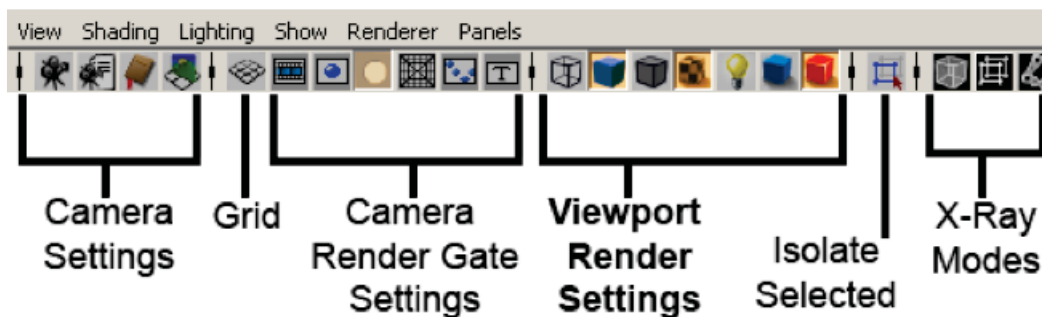 View Shading Lighting Show Renderer Panels
T
Camera
Settings
Grid
Camera
Render Gate
Settings
Viewport
Render
Settings
Isolate
Selected
X-Ray
Modes